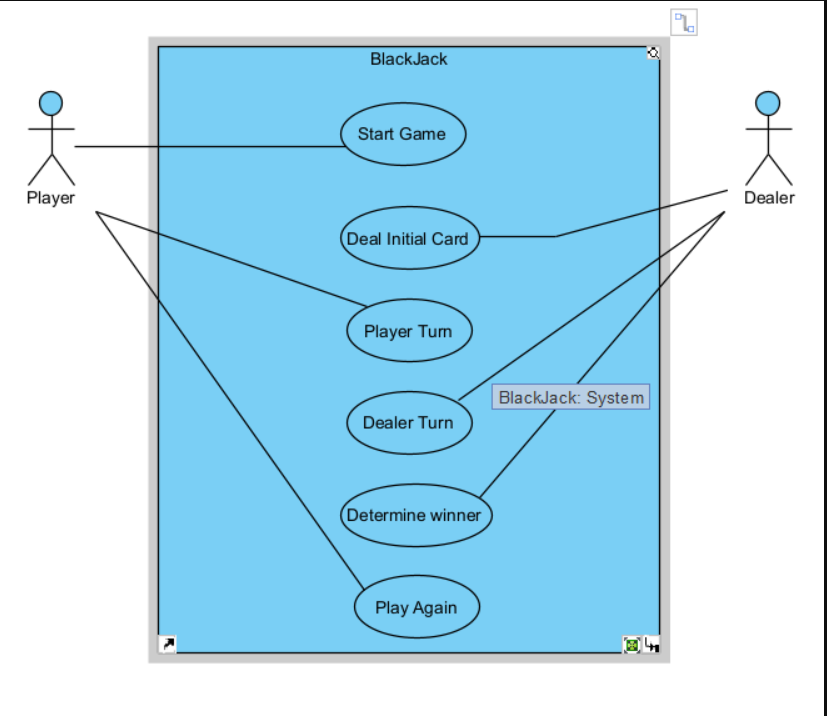 BlackJack
Start Game
Player
Dealer
Deal Initial Card
Player Turn
BlackJack: System
Dealer Turn
Determine winner
Play Again